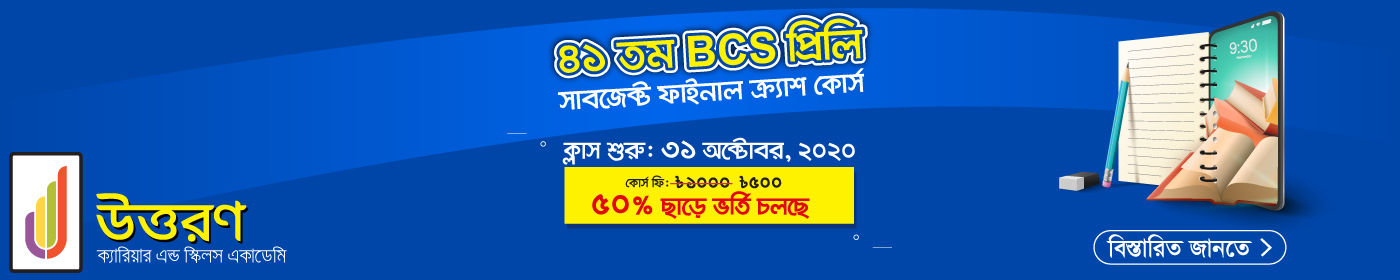 ৪১ তম BCS প্রিলি
সাবজেক্ট ফাইনাল ক্র্যাশ কোর্স
ক্লাস শুরু: ৩১ অক্টোবর, ২০২০
কোর্স ফি: ৳১০০০ ৳৫০০
৫০% ছাড়ে ভর্তি চলছে
উত্তরণ
ক্যারিয়ার এন্ড স্কিলস একাডেমি
9:30
বিস্তারিত জানতে